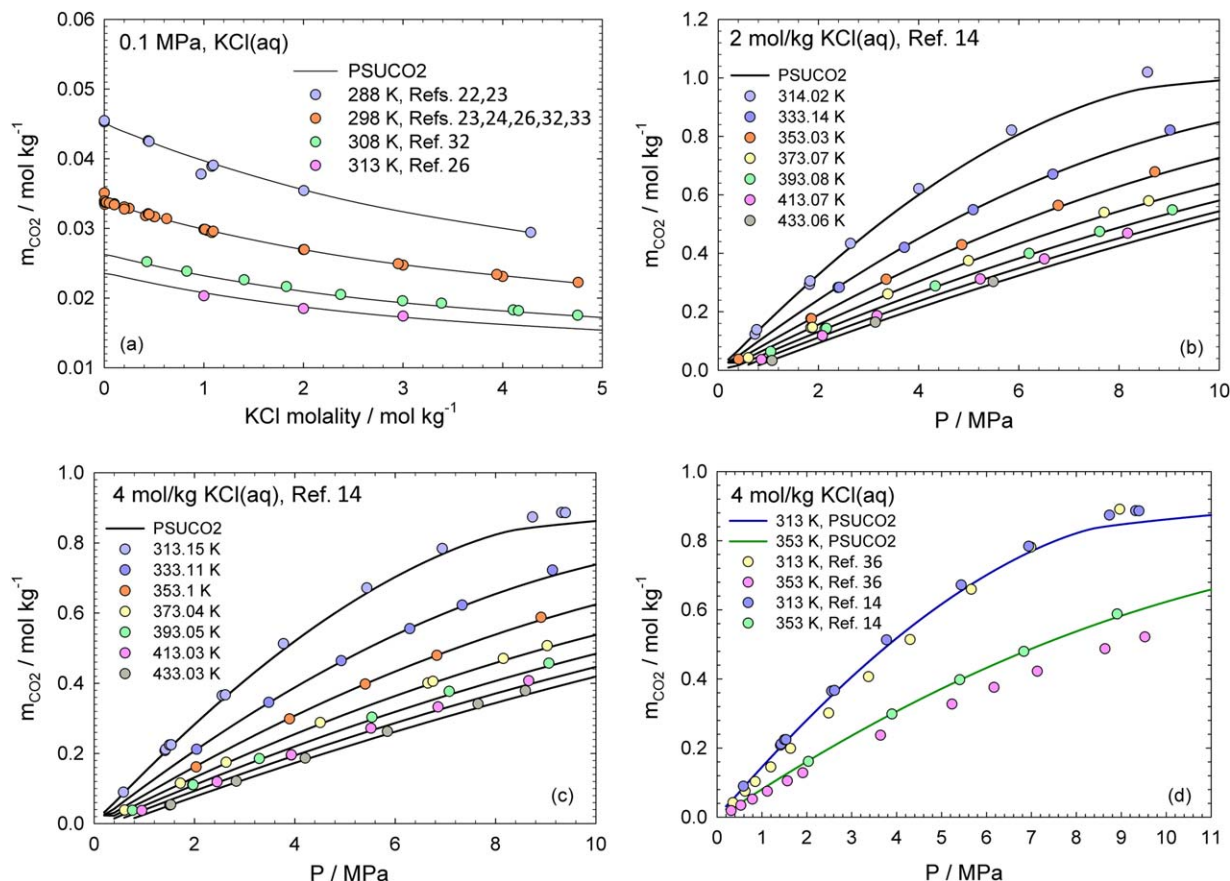 0.1 MPa, KCl(aq)
PSUCO2
288 K, Refs. 22,23
298 K, Refs. 23,24,26,32,33
308 K, Ref. 32
313 K, Ref. 26
0.06
0.05
0.04
0.03
0.02
0.01
m_CO2 / mol kg⁻¹
(a)
0 1 2 3 4 5
KCl molality / mol kg⁻¹
2 mol/kg KCl(aq), Ref. 14
PSUCO2
314.02 K
333.14 K
353.03 K
373.07 K
393.08 K
413.07 K
433.06 K
1.2
1.0
0.8
0.6
0.4
0.2
0.0
m_CO2 / mol kg⁻¹
(b)
0 2 4 6 8 10
P / MPa
4 mol/kg KCl(aq), Ref. 14
PSUCO2
313.15 K
333.11 K
353.1 K
373.04 K
393.05 K
413.03 K
433.03 K
1.0
0.8
0.6
0.4
0.2
0.0
m_CO2 / mol kg⁻¹
(c)
0 2 4 6 8 10
P / MPa
4 mol/kg KCl(aq)
313 K, PSUCO2
353 K, PSUCO2
313 K, Ref. 36
353 K, Ref. 36
313 K, Ref. 14
353 K, Ref. 14
1.0
0.8
0.6
0.4
0.2
0.0
m_CO2 / mol kg⁻¹
(d)
0 1 2 3 4 5 6 7 8 9 10 11
P / MPa